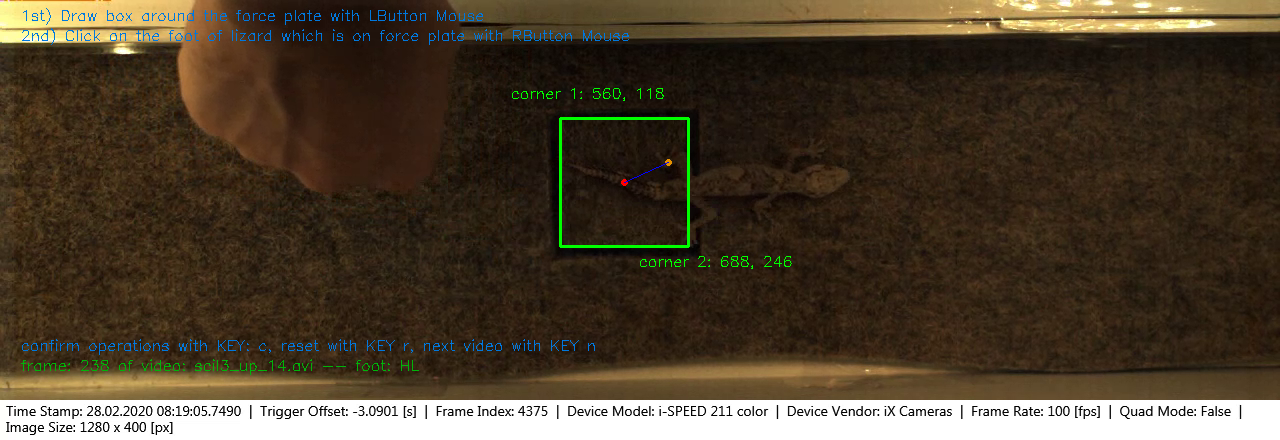 1st) Draw box around the force plate with LButton Mouse
2nd) Click on the foot of lizard which is on force plate with RButton Mouse
corner 1: 560, 118
corner 2: 688, 246
confirm operations with KEY: c, reset with KEY r, next video with KEY n
frame: 238 of video: scil3_up_14.avi -- foot: HL
Time Stamp: 28.02.2020 08:19:05.7490 | Trigger Offset: -3.0901 [s] | Frame Index: 4375 | Device Model: i-SPEED 211 color | Device Vendor: iX Cameras | Frame Rate: 100 [fps] | Quad Mode: False |
Image Size: 1280 x 400 [px]